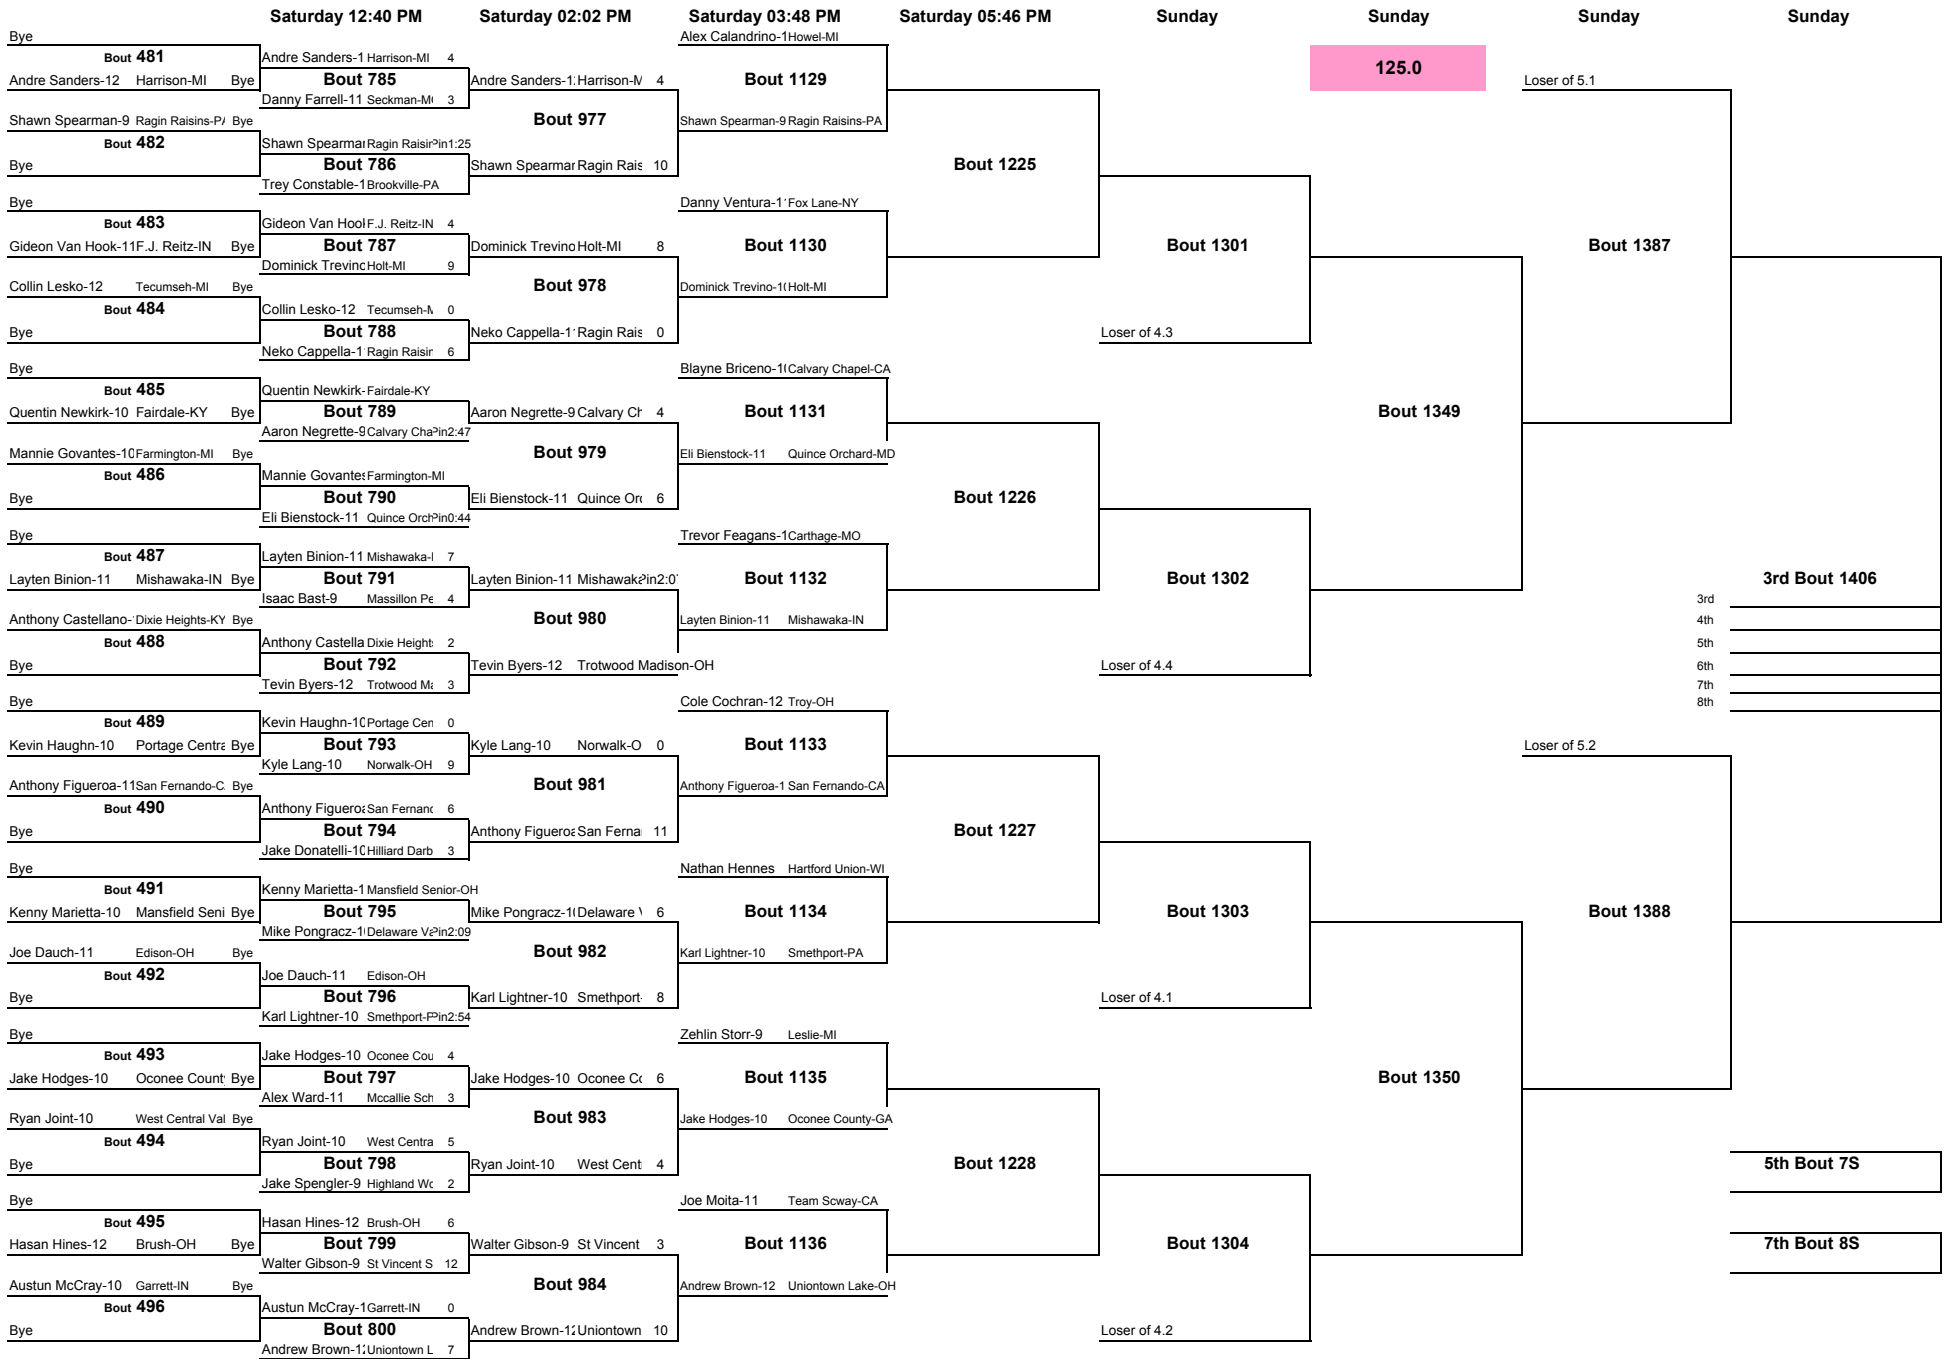 Saturday 12:40 PM Saturday 02:02 PM Saturday 03:48 PM Saturday 05:46 PM Sunday Sunday Sunday Sunday
125.0
Bye
Bout 481
Andre Sanders-12 Harrison-MI Bye
Shawn Spearman-9 Ragin Raisins-PA Bye
Bout 482
Bye
Bye
Bout 483
Gideon Van Hook-11 F.J. Reitz-IN Bye
Collin Lesko-12 Tecumseh-MI Bye
Bout 484
Bye
Bye
Bout 485
Quentin Newkirk-10 Fairdale-KY Bye
Mannie Govantes-10 Farmington-MI Bye
Bout 486
Bye
Bye
Bout 487
Layten Binion-11 Mishawaka-IN Bye
Anthony Castellano- Dixie Heights-KY Bye
Bout 488
Bye
Bye
Bout 489
Kevin Haughn-10 Portage Centra Bye
Anthony Figueroa-11 San Fernando-C Bye
Bout 490
Bye
Bye
Bout 491
Kenny Marietta-10 Mansfield Seni Bye
Joe Dauch-11 Edison-OH Bye
Bout 492
Bye
Bye
Bout 493
Jake Hodges-10 Oconee County Bye
Ryan Joint-10 West Central Val Bye
Bout 494
Bye
Bye
Bout 495
Hasan Hines-12 Brush-OH Bye
Austun McCray-10 Garrett-IN Bye
Bout 496
Bye
Andre Sanders-1 Harrison-MI 4
Bout 785
Danny Farrell-11 Seckman-M 3
Shawn Spearman Ragin Raisin Pin1:25
Bout 786
Trey Constable-1 Brookville-PA
Gideon Van Hool F.J. Reitz-IN 4
Bout 787
Dominick Trevino Holt-MI 9
Collin Lesko-12 Tecumseh-M 0
Bout 788
Neko Cappella-1 Ragin Raisin 6
Quentin Newkirk- Fairdale-KY
Bout 789
Aaron Negrette-9 Calvary Cha Pin2:47
Mannie Govantes Farmington-MI
Bout 790
Eli Bienstock-11 Quince Orch Pin0:44
Layten Binion-11 Mishawaka-I 7
Bout 791
Isaac Bast-9 Massillon Pe 4
Anthony Castella Dixie Height 2
Bout 792
Tevin Byers-12 Trotwood Ma 3
Kevin Haughn-10 Portage Cen 0
Bout 793
Kyle Lang-10 Norwalk-OH 9
Anthony Figueroa San Fernand 6
Bout 794
Jake Donatelli-10 Hilliard Darb 3
Kenny Marietta-1 Mansfield Senior-OH
Bout 795
Mike Pongracz-1 Delaware Va Pin2:09
Joe Dauch-11 Edison-OH
Bout 796
Karl Lightner-10 Smethport-P Pin2:54
Jake Hodges-10 Oconee Cou 4
Bout 797
Alex Ward-11 Mccallie Sch 3
Ryan Joint-10 West Centra 5
Bout 798
Jake Spengler-9 Highland Wo 2
Hasan Hines-12 Brush-OH 6
Bout 799
Walter Gibson-9 St Vincent S 12
Austun McCray-1 Garrett-IN 0
Bout 800
Andrew Brown-12 Uniontown L 7
Andre Sanders-1 Harrison-M 4
Bout 977
Shawn Spearman Ragin Rais 10
Dominick Trevino Holt-MI 8
Bout 978
Neko Cappella-1 Ragin Rais 0
Aaron Negrette-9 Calvary Ch 4
Bout 979
Eli Bienstock-11 Quince Orc 6
Layten Binion-11 Mishawaka Pin2:07
Bout 980
Tevin Byers-12 Trotwood Madison-OH
Kyle Lang-10 Norwalk-O 0
Bout 981
Anthony Figueroa San Ferna 11
Mike Pongracz-10 Delaware V 6
Bout 982
Karl Lightner-10 Smethport- 8
Jake Hodges-10 Oconee Co 6
Bout 983
Ryan Joint-10 West Cent 4
Walter Gibson-9 St Vincent 3
Bout 984
Andrew Brown-12 Uniontown 10
Alex Calandrino-1 Howel-MI
Bout 1129
Shawn Spearman-9 Ragin Raisins-PA
Danny Ventura-1 Fox Lane-NY
Bout 1130
Dominick Trevino-10 Holt-MI
Blayne Briceno-10 Calvary Chapel-CA
Bout 1131
Eli Bienstock-11 Quince Orchard-MD
Trevor Feagans-1 Carthage-MO
Bout 1132
Layten Binion-11 Mishawaka-IN
Cole Cochran-12 Troy-OH
Bout 1133
Anthony Figueroa-1 San Fernando-CA
Nathan Hennes Hartford Union-WI
Bout 1134
Karl Lightner-10 Smethport-PA
Zehlin Storr-9 Leslie-MI
Bout 1135
Jake Hodges-10 Oconee County-GA
Joe Moita-11 Team Scway-CA
Bout 1136
Andrew Brown-12 Uniontown Lake-OH
Bout 1225
Bout 1226
Bout 1227
Bout 1228
Bout 1301
Loser of 4.3
Bout 1302
Loser of 4.4
Bout 1303
Loser of 4.1
Bout 1304
Loser of 4.2
Bout 1349
Bout 1350
Loser of 5.1
Bout 1387
Loser of 5.2
Bout 1388
3rd Bout 1406
3rd
4th
5th
6th
7th
8th
5th Bout 7S
7th Bout 8S